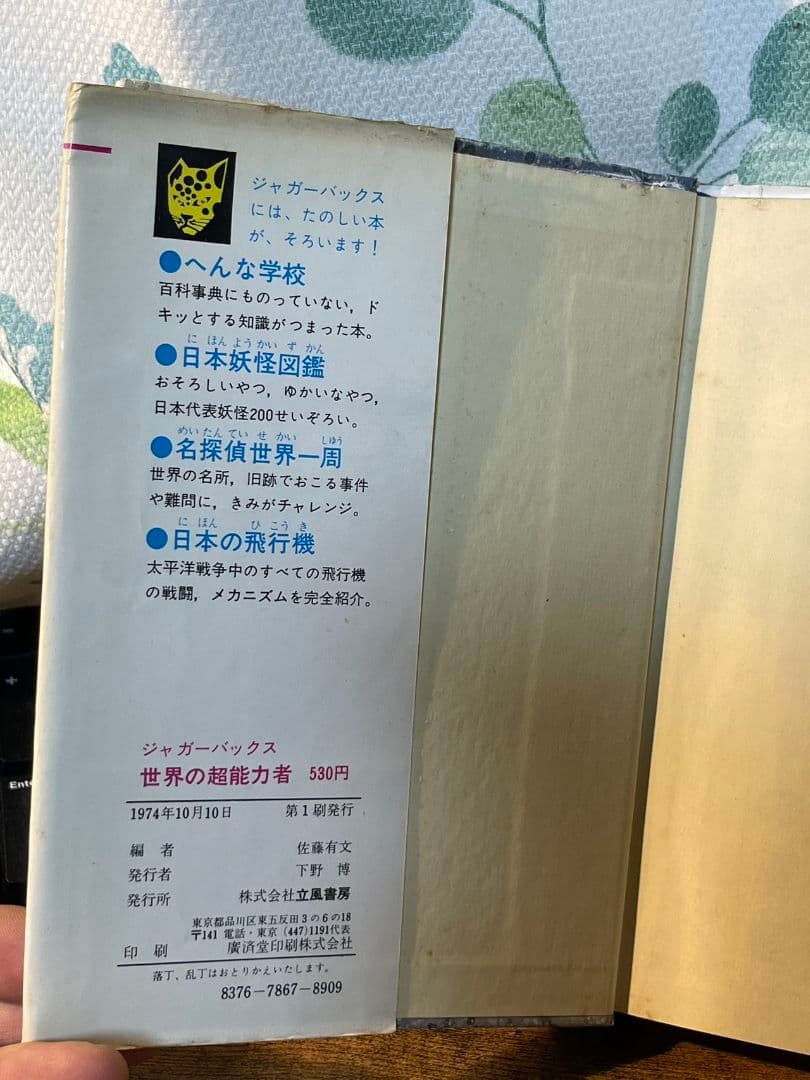 ジャガーバックス
には、たのしい本
が、そろいます!
●へんな学校
百科事典にものっていない，ド
キッとする知識がつまった本。
に ほん よう かい ず かん
●日本妖怪図鑑
おそろしいやつ，ゆかいなやつ，
日本代表妖怪200せいぞろい。
めい たん てい せ かい しゅう
●名探偵世界一周
世界の名所，旧跡でおこる事件
や難問に，きみがチャレンジ。
に ほん ひ こう き
●日本の飛行機
太平洋戦争中のすべての飛行機
の戦闘，メカニズムを完全紹介。
ジャガーバックス
世界の超能力者 530円
1974年10月10日 第1刷発行
編者 佐藤有文
発行者 下野 博
発行所 株式会社立風書房
東京都品川区東五反田3の6の18
〒141 電話・東京 (447)1191代表
印刷 廣済堂印刷株式会社
落丁、乱丁はおとりかえいたします。
8376-7867-8909